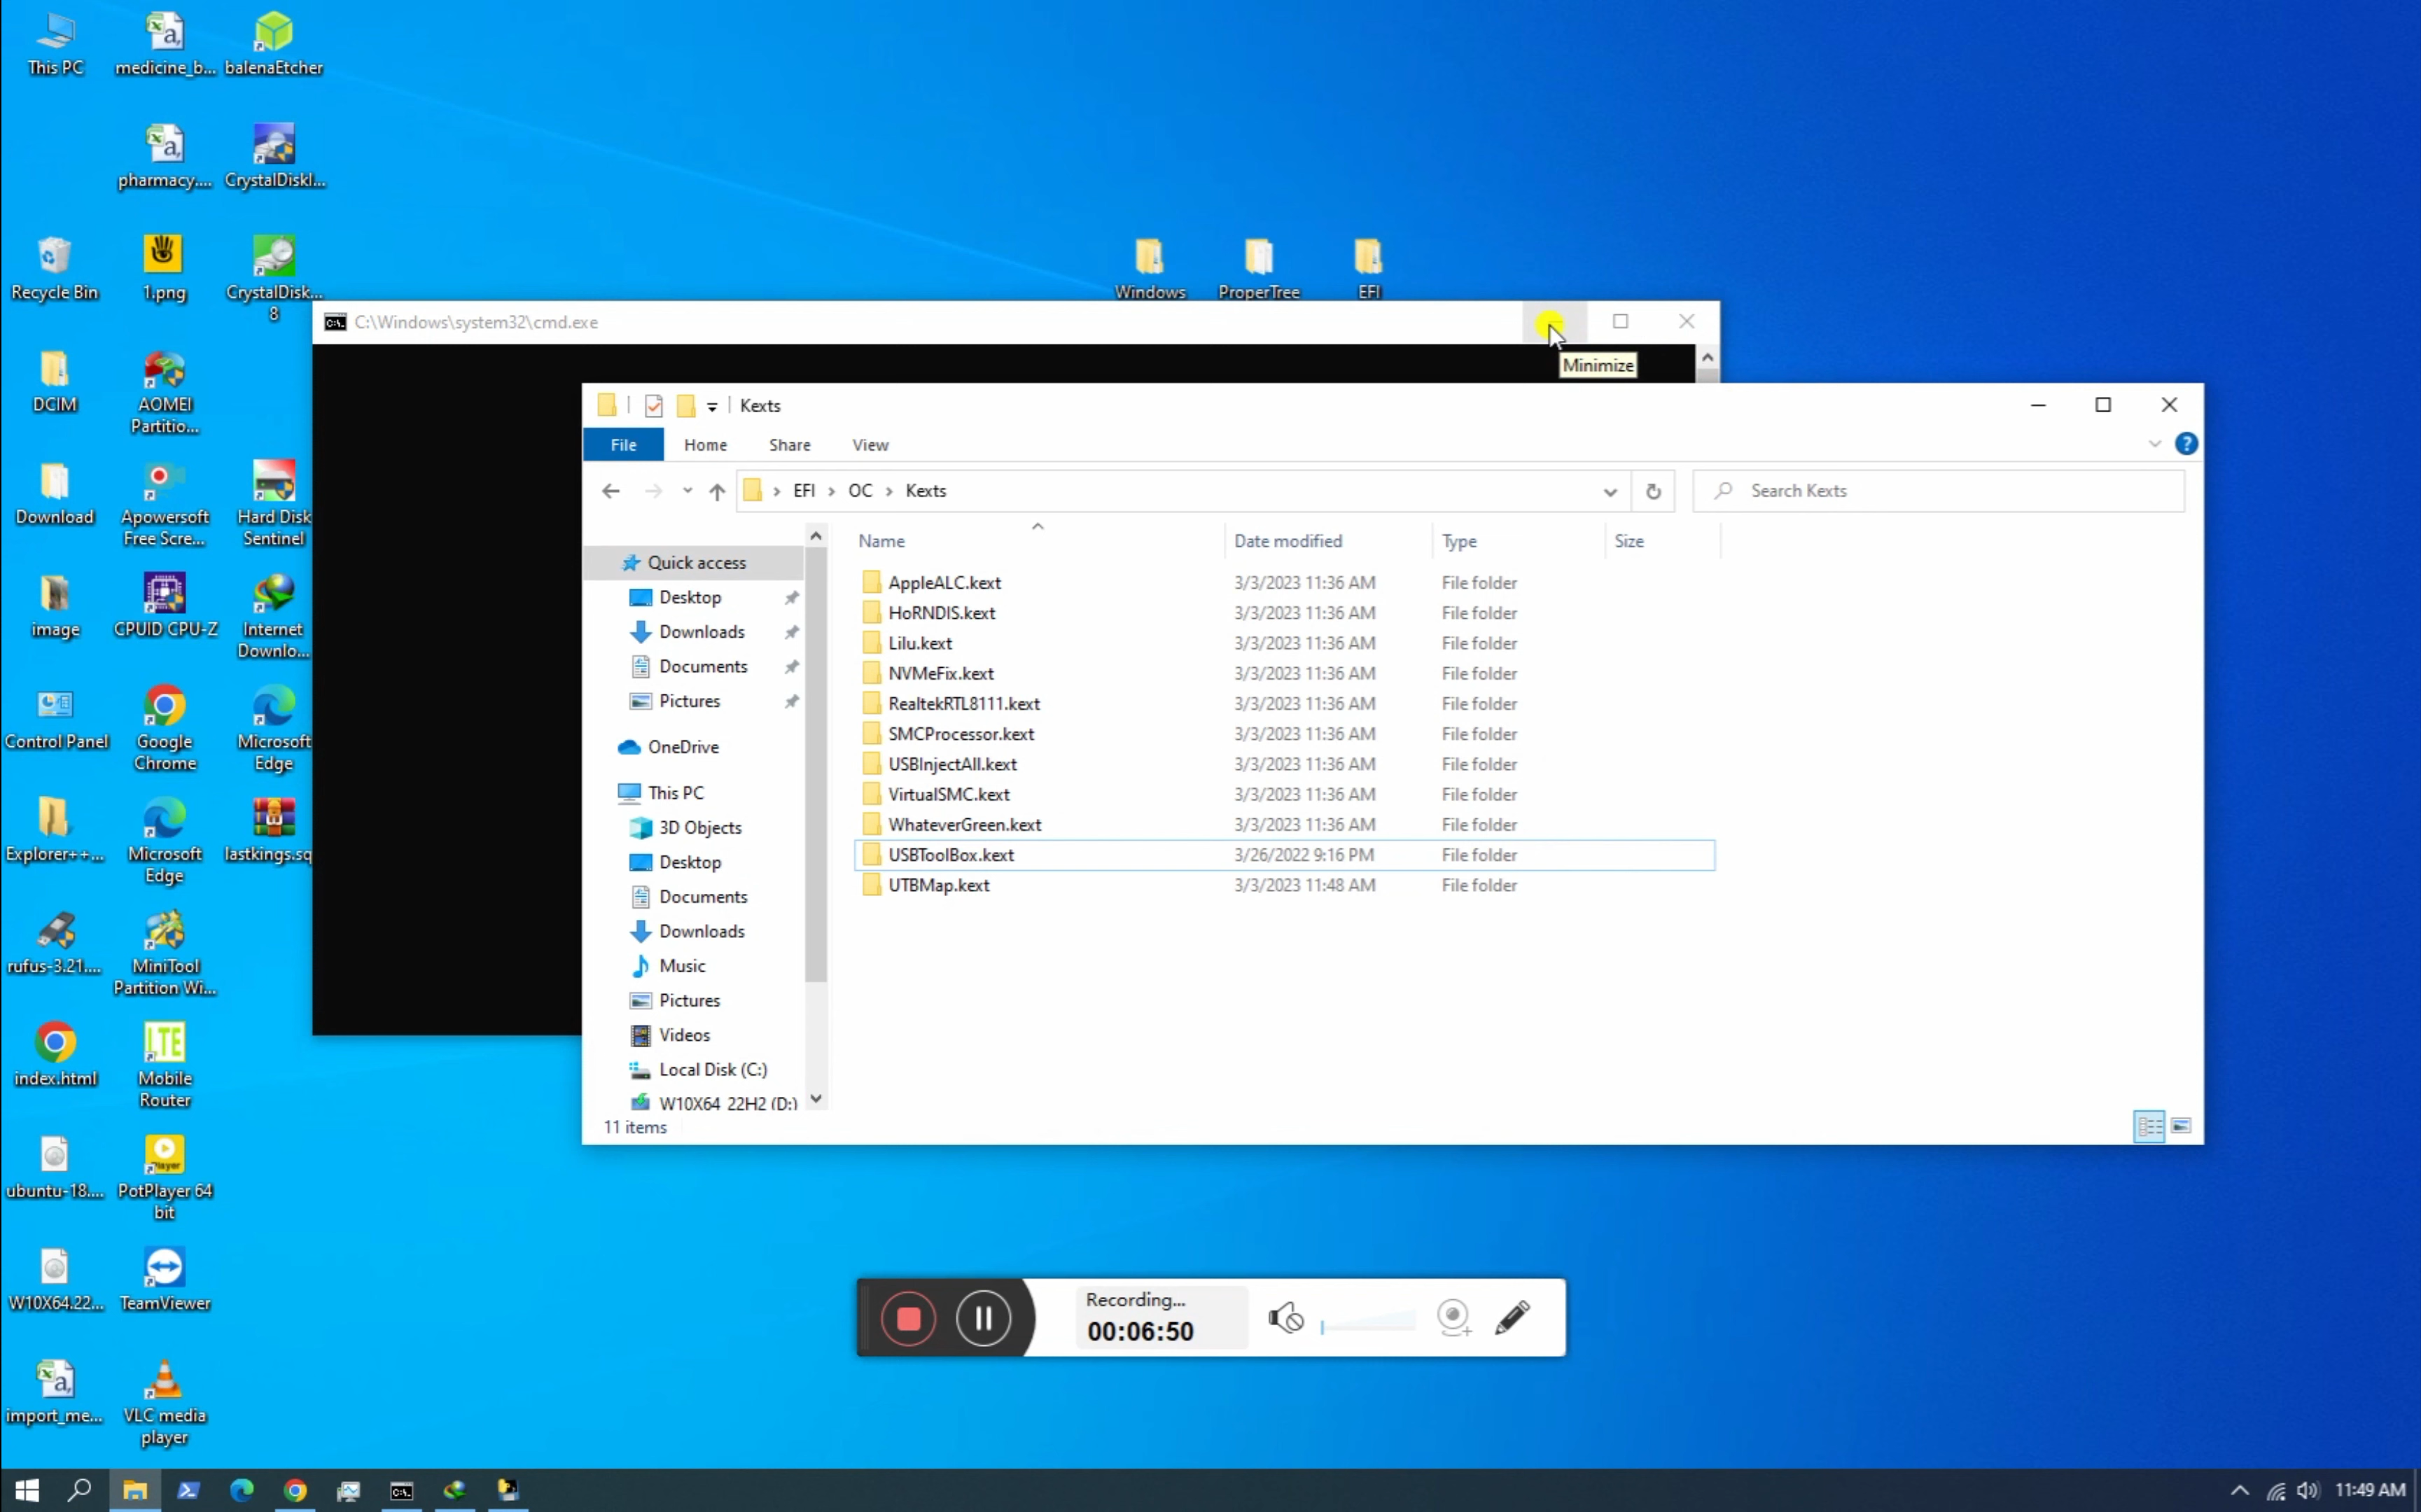 This PC
medicine_b...
balenaEtcher
pharmacy....
CrystalDiskI...
Recycle Bin
1.png
CrystalDisk...
8
Windows
ProperTree
EFI
C:\Windows\system32\cmd.exe
Minimize
DCIM
AOMEI
Partitio...
Kexts
File
Home
Share
View
EFI
OC
Kexts
Search Kexts
Download
Apowersoft
Free Scre...
Hard Disk
Sentinel
Name
Date modified
Type
Size
Quick access
Desktop
Downloads
Documents
Pictures
OneDrive
This PC
3D Objects
Desktop
Documents
Downloads
Music
Pictures
Videos
Local Disk (C:)
W10X64 22H2 (D:)
AppleALC.kext 3/3/2023 11:36 AM File folder
HoRNDIS.kext 3/3/2023 11:36 AM File folder
Lilu.kext 3/3/2023 11:36 AM File folder
NVMeFix.kext 3/3/2023 11:36 AM File folder
RealtekRTL8111.kext 3/3/2023 11:36 AM File folder
SMCProcessor.kext 3/3/2023 11:36 AM File folder
USBInjectAll.kext 3/3/2023 11:36 AM File folder
VirtualSMC.kext 3/3/2023 11:36 AM File folder
WhateverGreen.kext 3/3/2023 11:36 AM File folder
USBToolBox.kext 3/26/2022 9:16 PM File folder
UTBMap.kext 3/3/2023 11:48 AM File folder
11 items
image
CPUID CPU-Z
Internet
Downlo...
Control Panel
Google
Chrome
Microsoft
Edge
Explorer++...
Microsoft
Edge
lastkings.sq
rufus-3.21....
MiniTool
Partition Wi...
index.html
LTE
Mobile
Router
ubuntu-18....
Player
PotPlayer 64
bit
W10X64.22...
TeamViewer
Recording...
00:06:50
import_me...
VLC media
player
11:49 AM